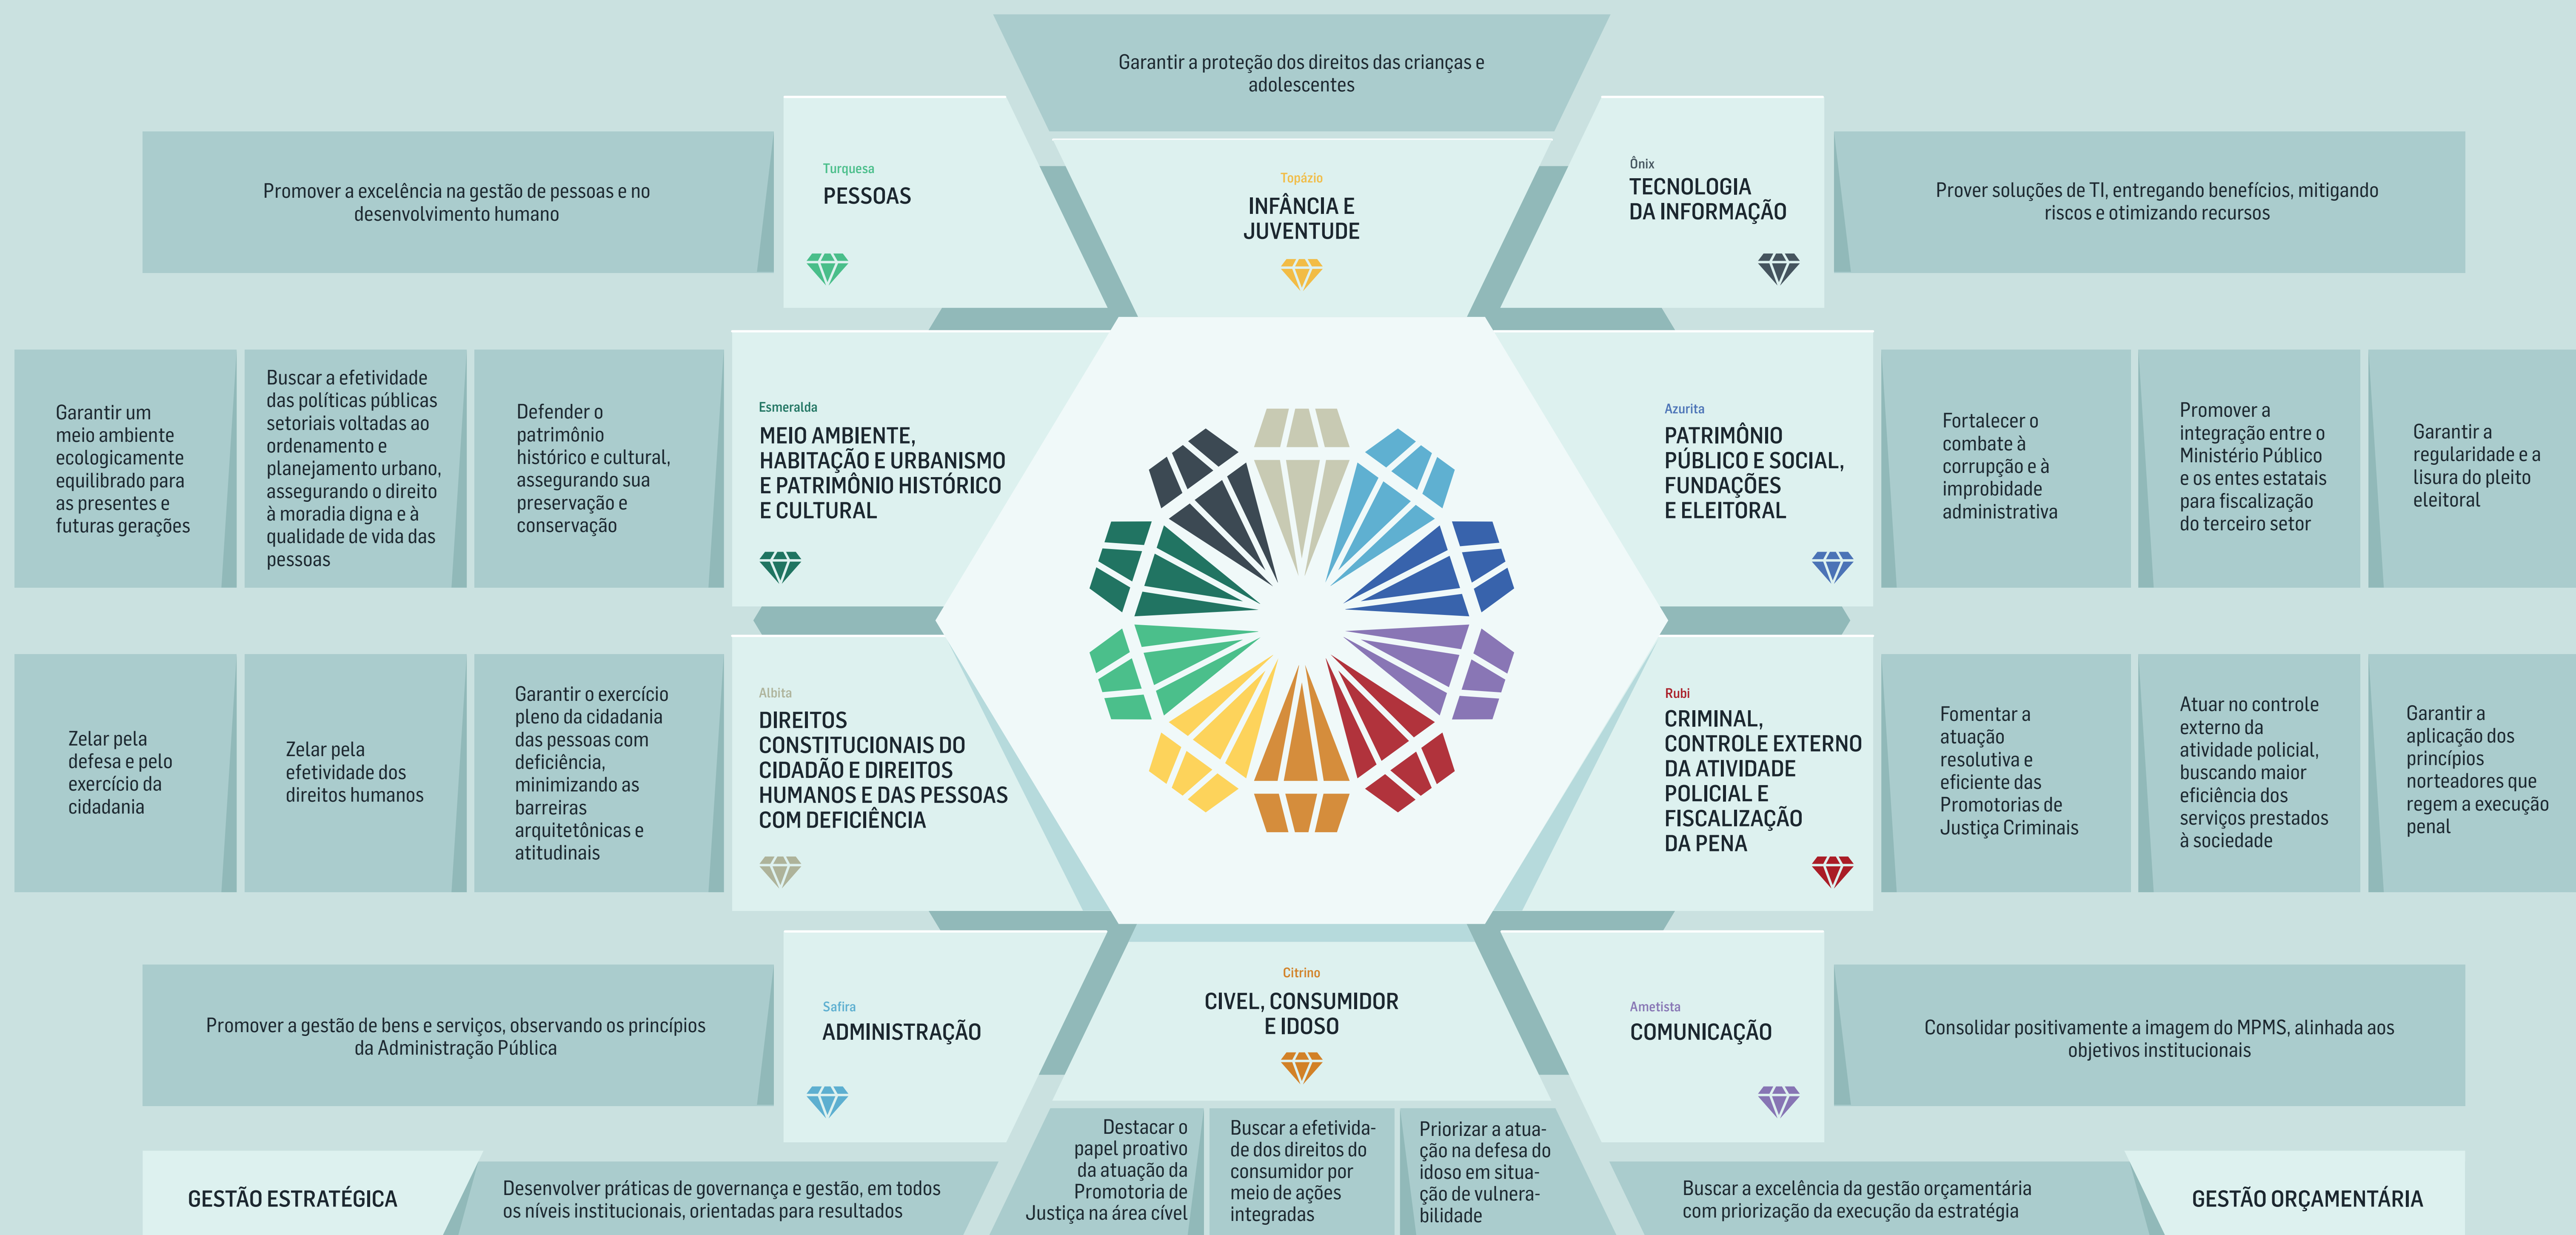 Garantir a proteção dos direitos das crianças e
adolescentes
Promover a excelência na gestão de pessoas e no
desenvolvimento humano
Turquesa
PESSOAS
Topázio
INFÂNCIA E
JUVENTUDE
Ônix
TECNOLOGIA
DA INFORMAÇÃO
Prover soluções de TI, entregando benefícios, mitigando
riscos e otimizando recursos
Garantir um
meio ambiente
ecologicamente
equilibrado para
as presentes e
futuras gerações
Buscar a efetividade
das políticas públicas
setoriais voltadas ao
ordenamento e
planejamento urbano,
assegurando o direito
à moradia digna e à
qualidade de vida das
pessoas
Defender o
patrimônio
histórico e cultural,
assegurando sua
preservação e
conservação
Esmeralda
MEIO AMBIENTE,
HABITAÇÃO E URBANISMO
E PATRIMÔNIO HISTÓRICO
E CULTURAL
Azurita
PATRIMÔNIO
PÚBLICO E SOCIAL,
FUNDAÇÕES
E ELEITORAL
Fortalecer o
combate à
corrupção e à
improbidade
administrativa
Promover a
integração entre o
Ministério Público
e os entes estatais
para fiscalização
do terceiro setor
Garantir a
regularidade e a
lisura do pleito
eleitoral
Zelar pela
defesa e pelo
exercício da
cidadania
Zelar pela
efetividade dos
direitos humanos
Garantir o exercício
pleno da cidadania
das pessoas com
deficiência,
minimizando as
barreiras
arquitetônicas e
atitudinais
Albita
DIREITOS
CONSTITUCIONAIS DO
CIDADÃO E DIREITOS
HUMANOS E DAS PESSOAS
COM DEFICIÊNCIA
Rubi
CRIMINAL,
CONTROLE EXTERNO
DA ATIVIDADE
POLICIAL E
FISCALIZAÇÃO
DA PENA
Fomentar a
atuação
resolutiva e
eficiente das
Promotorias de
Justiça Criminais
Atuar no controle
externo da
atividade policial,
buscando maior
eficiência dos
serviços prestados
à sociedade
Garantir a
aplicação dos
princípios
norteadores que
regem a execução
penal
Promover a gestão de bens e serviços, observando os princípios
da Administração Pública
Safira
ADMINISTRAÇÃO
Citrino
CIVEL, CONSUMIDOR
E IDOSO
Ametista
COMUNICAÇÃO
Consolidar positivamente a imagem do MPMS, alinhada aos
objetivos institucionais
GESTÃO ESTRATÉGICA
Desenvolver práticas de governança e gestão, em todos
os níveis institucionais, orientadas para resultados
Destacar o
papel proativo
da atuação da
Promotoria de
Justiça na área cível
Buscar a efetivida-
de dos direitos do
consumidor por
meio de ações
integradas
Priorizar a atua-
ção na defesa do
idoso em situa-
ção de vulnera-
bilidade
Buscar a excelência da gestão orçamentária
com priorização da execução da estratégia
GESTÃO ORÇAMENTÁRIA